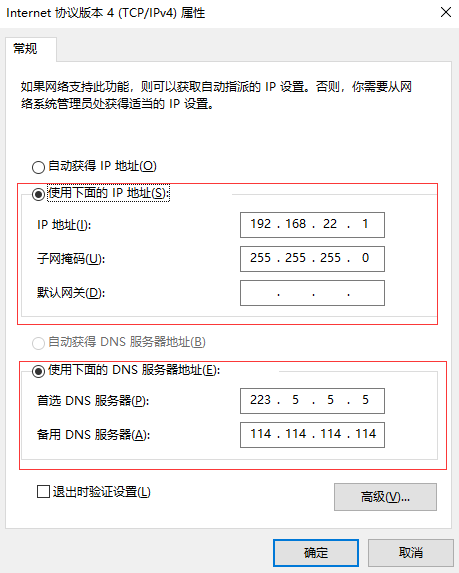 Internet 协议版本 4 (TCP/IPv4) 属性
常规
如果网络支持此功能，则可以获取自动指派的 IP 设置。否则，你需要从网
络系统管理员处获得适当的 IP 设置。
自动获得 IP 地址(O)
使用下面的 IP 地址(S):
IP 地址(I): 192 . 168 . 22 . 1
子网掩码(U): 255 . 255 . 255 . 0
默认网关(D): . . .
自动获得 DNS 服务器地址(B)
使用下面的 DNS 服务器地址(E):
首选 DNS 服务器(P): 223 . 5 . 5 . 5
备用 DNS 服务器(A): 114 . 114 . 114 . 114
退出时验证设置(L)
高级(V)...
确定 取消